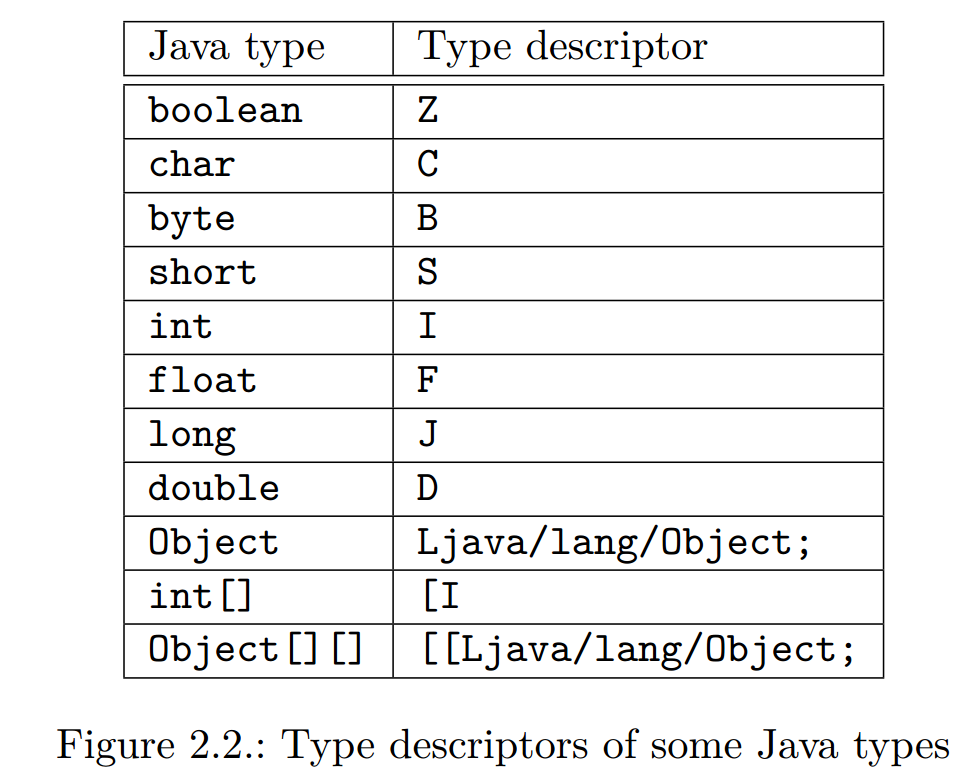 Java type Type descriptor
boolean Z
char C
byte B
short S
int I
float F
long J
double D
Object Ljava/lang/Object;
int[] [I
Object[][] [[Ljava/lang/Object;
Figure 2.2.: Type descriptors of some Java types